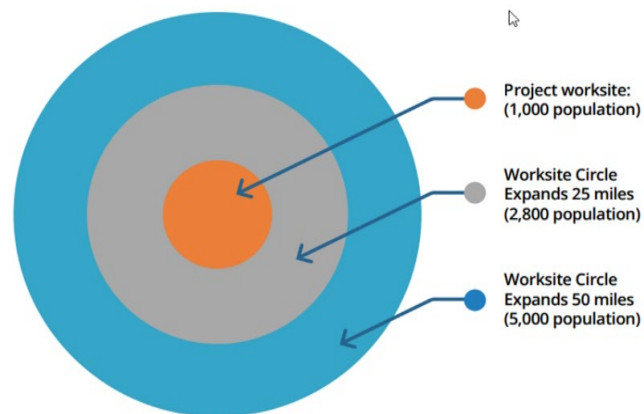 Project worksite:
(1,000 population)
Worksite Circle
Expands 25 miles
(2,800 population)
Worksite Circle
Expands 50 miles
(5,000 population)